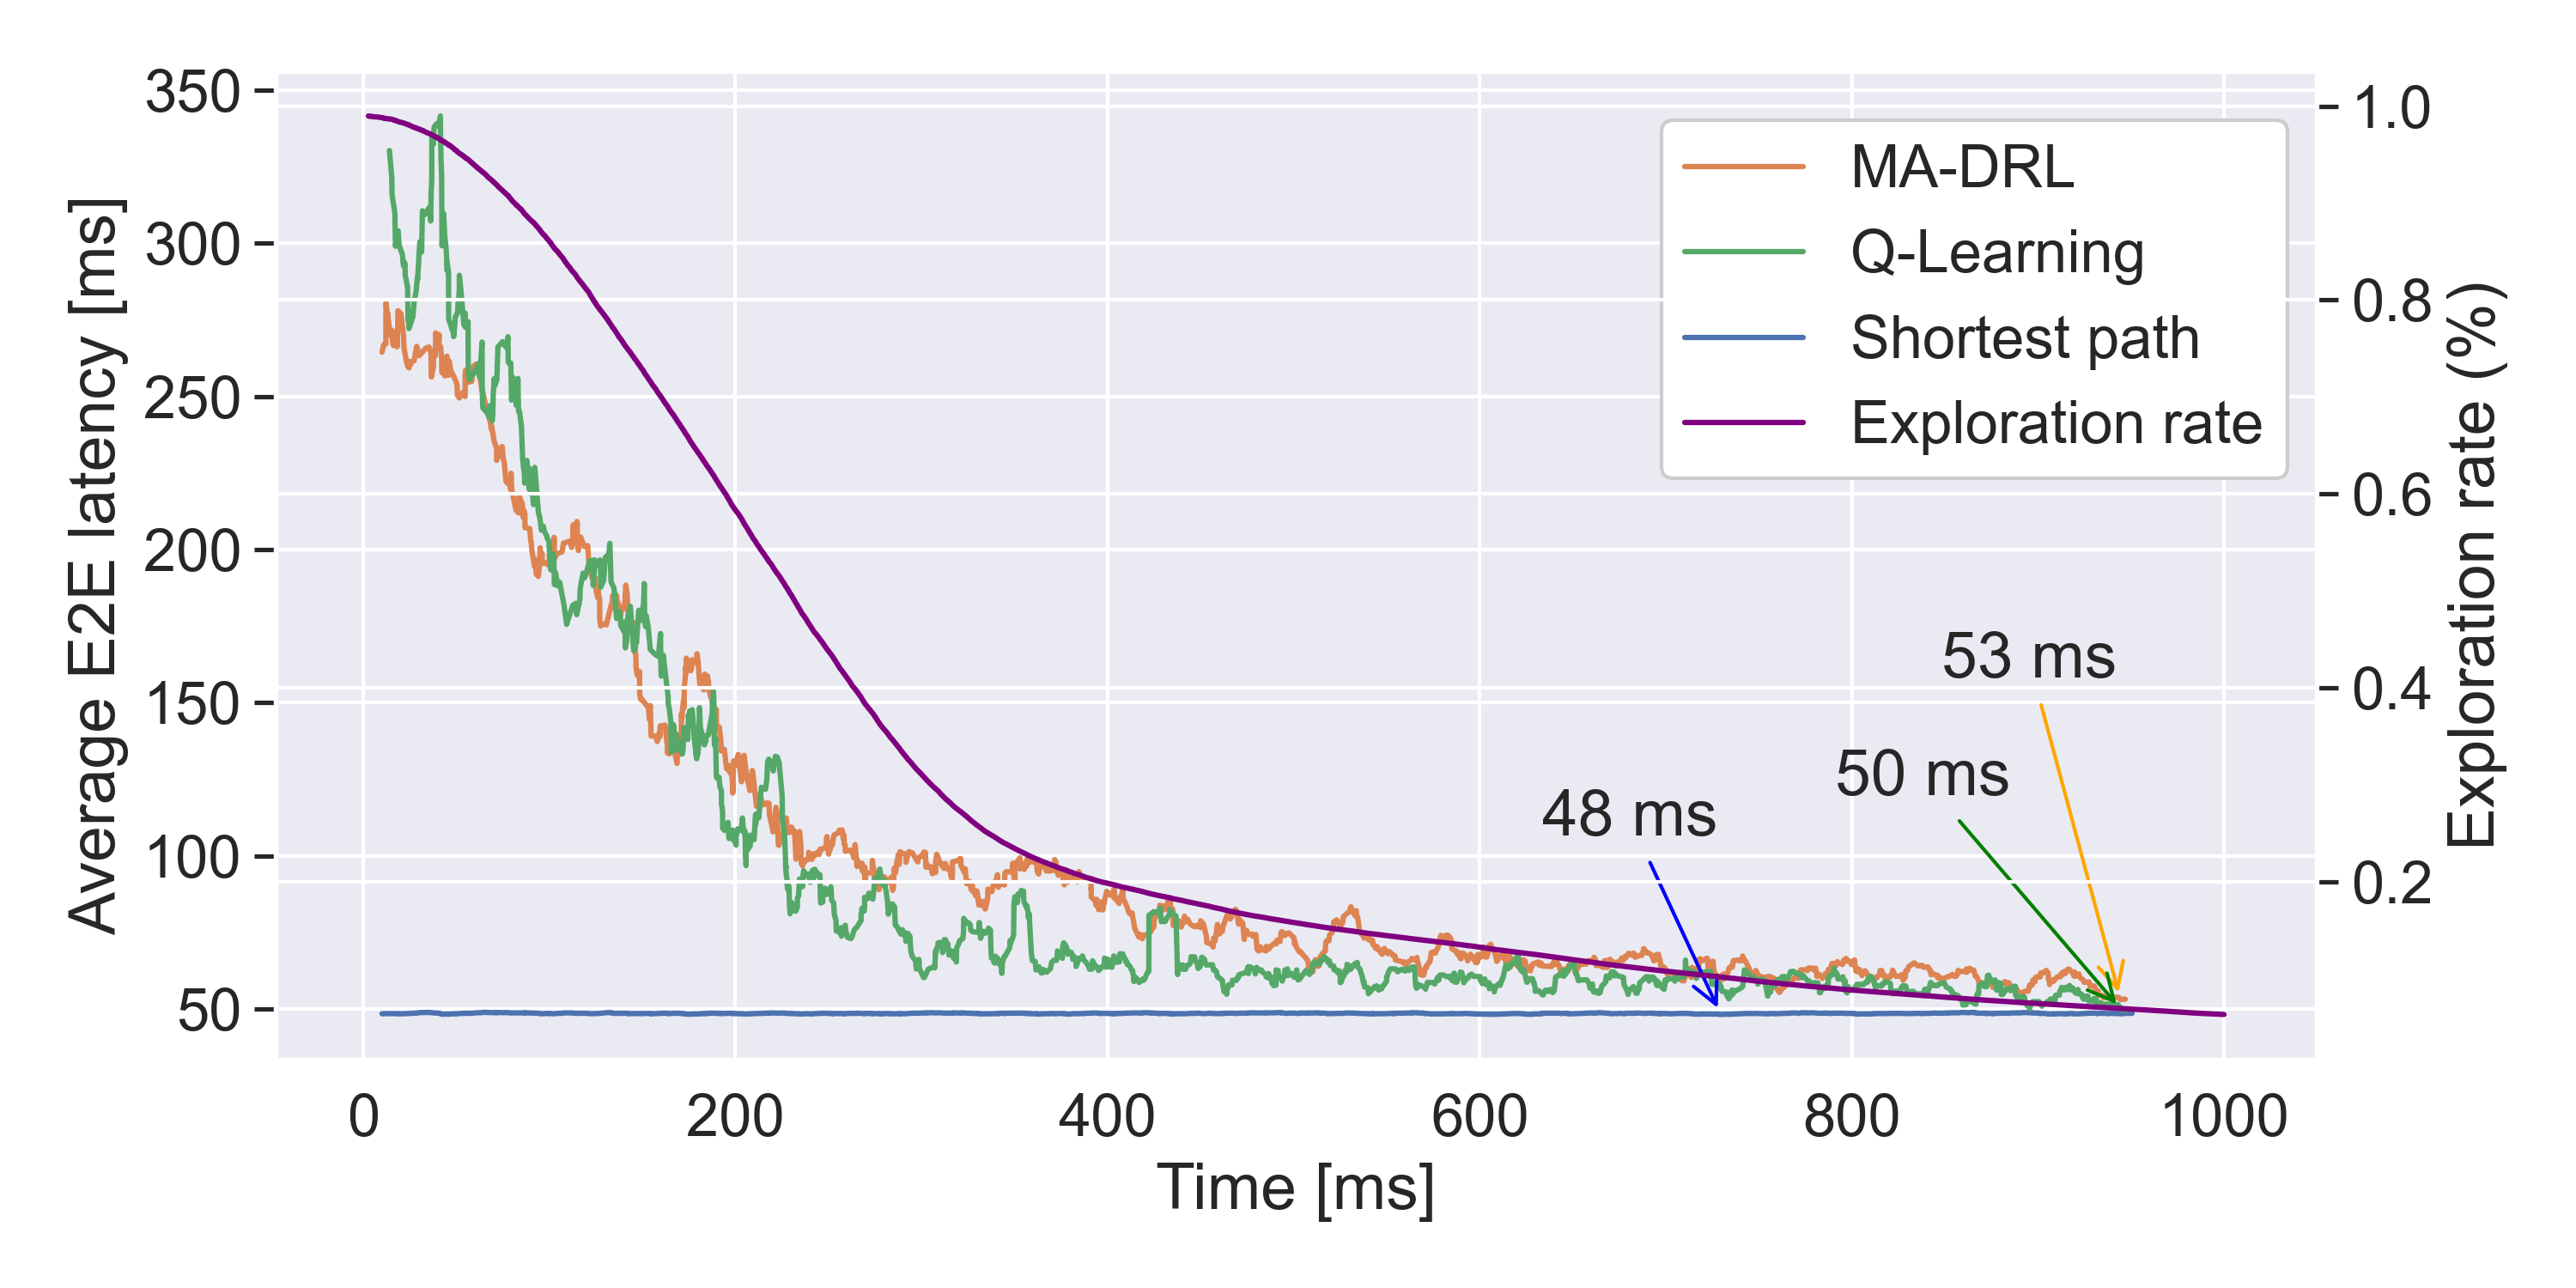 350
300
250
200
150
100
50
Average E2E latency [ms]
1.0
0.8
0.6
0.4
0.2
Exploration rate (%)
MA-DRL
Q-Learning
Shortest path
Exploration rate
53 ms
50 ms
48 ms
0 200 400 600 800 1000
Time [ms]